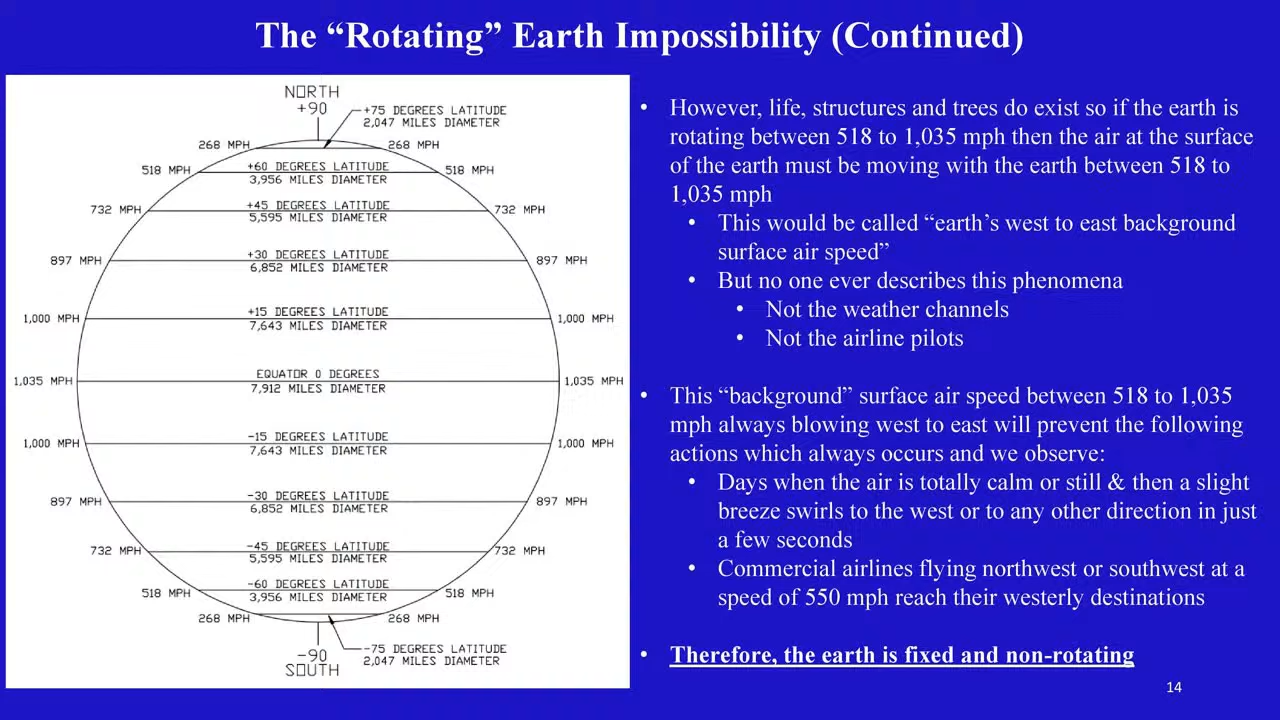 The “Rotating” Earth Impossibility (Continued)
NORTH
+90
+75 DEGREES LATITUDE
2,047 MILES DIAMETER
268 MPH
268 MPH
+60 DEGREES LATITUDE
3,956 MILES DIAMETER
518 MPH
518 MPH
+45 DEGREES LATITUDE
5,595 MILES DIAMETER
732 MPH
732 MPH
+30 DEGREES LATITUDE
6,852 MILES DIAMETER
897 MPH
897 MPH
+15 DEGREES LATITUDE
7,643 MILES DIAMETER
1,000 MPH
1,000 MPH
EQUATOR 0 DEGREES
7,912 MILES DIAMETER
1,035 MPH
1,035 MPH
-15 DEGREES LATITUDE
7,643 MILES DIAMETER
1,000 MPH
1,000 MPH
-30 DEGREES LATITUDE
6,852 MILES DIAMETER
897 MPH
897 MPH
-45 DEGREES LATITUDE
5,595 MILES DIAMETER
732 MPH
732 MPH
-60 DEGREES LATITUDE
3,956 MILES DIAMETER
518 MPH
518 MPH
268 MPH
268 MPH
-75 DEGREES LATITUDE
2,047 MILES DIAMETER
-90
SOUTH
• However, life, structures and trees do exist so if the earth is
rotating between 518 to 1,035 mph then the air at the surface
of the earth must be moving with the earth between 518 to
1,035 mph
• This would be called “earth’s west to east background
surface air speed”
• But no one ever describes this phenomena
• Not the weather channels
• Not the airline pilots
• This “background” surface air speed between 518 to 1,035
mph always blowing west to east will prevent the following
actions which always occurs and we observe:
• Days when the air is totally calm or still & then a slight
breeze swirls to the west or to any other direction in just
a few seconds
• Commercial airlines flying northwest or southwest at a
speed of 550 mph reach their westerly destinations
• Therefore, the earth is fixed and non-rotating
14